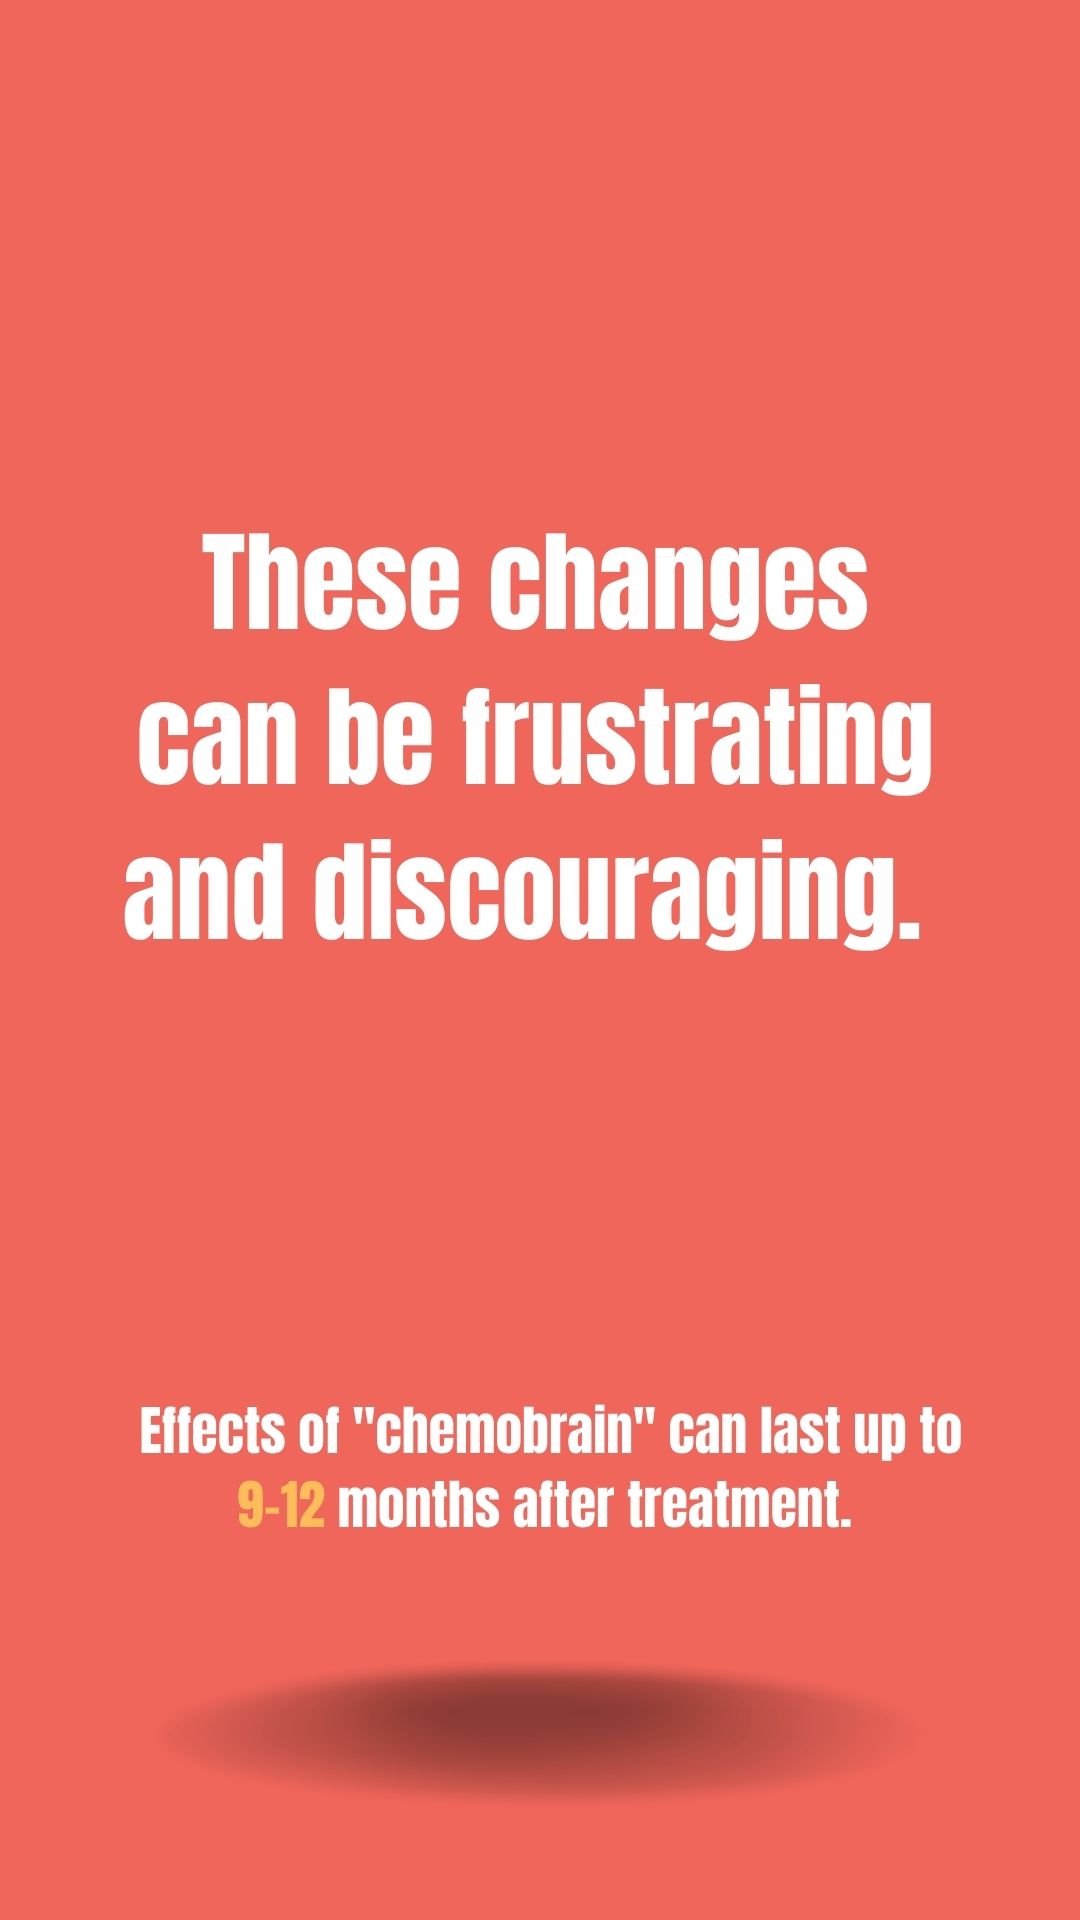 These changes
can be frustrating
and discouraging.
Effects of "chemobrain" can last up to
9-12 months after treatment.